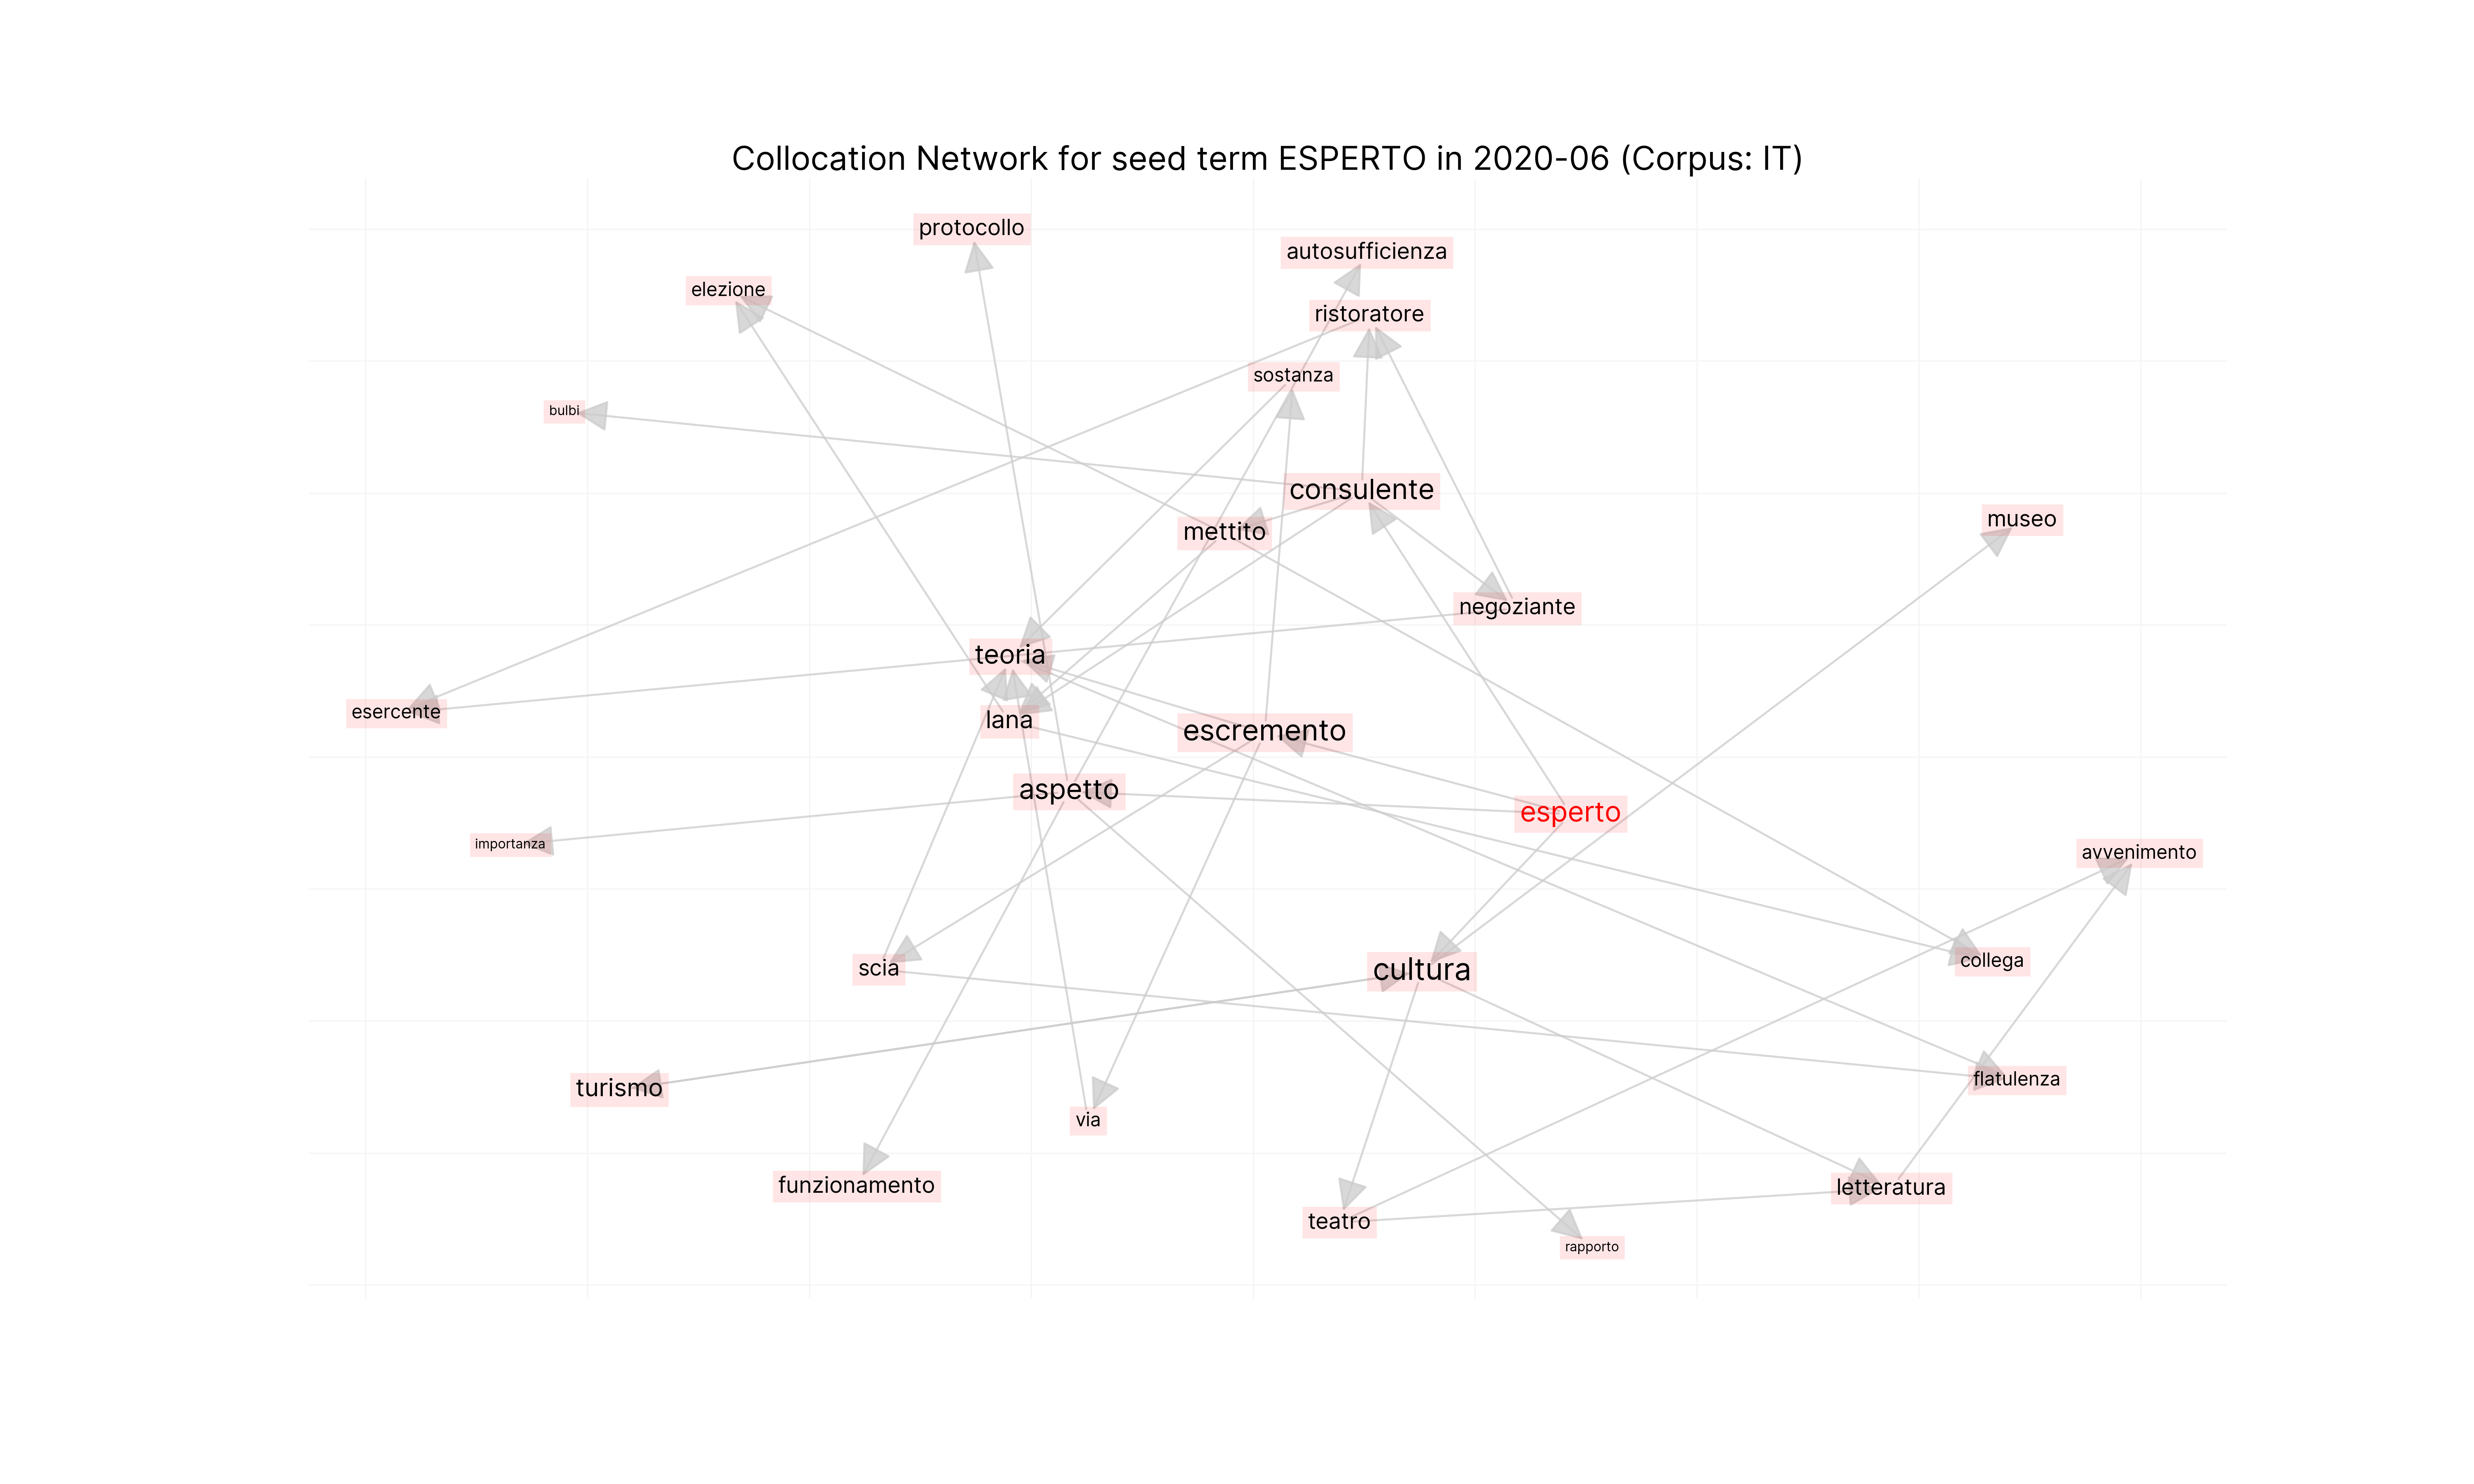 Collocation Network for seed term ESPERTO in 2020-06 (Corpus: IT)
protocollo
autosufficienza
elezione
ristoratore
sostanza
bulbi
consulente
museo
mettito
negoziante
teoria
esercente
lana
escremento
aspetto
esperto
importanza
avvenimento
collega
scia
cultura
flatulenza
turismo
via
funzionamento
letteratura
teatro
rapporto